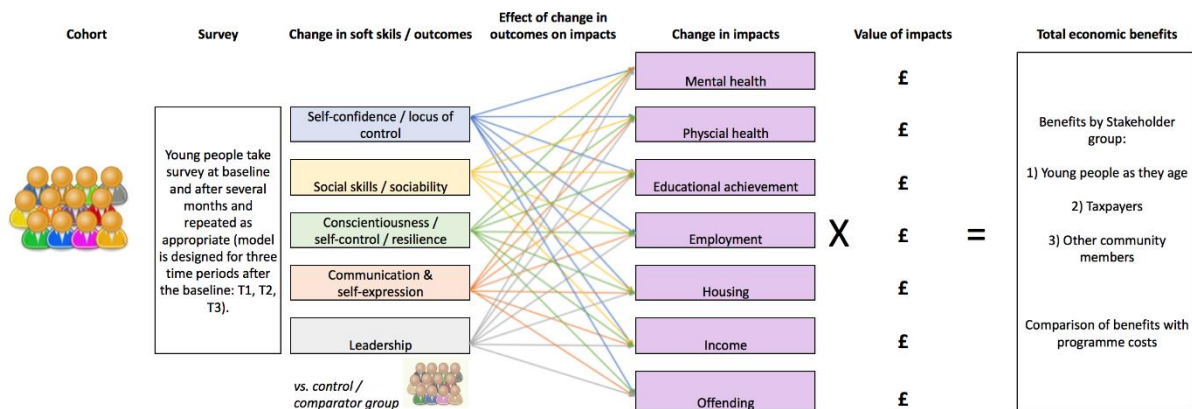 Cohort
Survey
Change in soft skils / outcomes
Effect of change in
outcomes on impacts
Change in impacts
Value of impacts
Total economic benefits
Young people take
survey at baseline
and after several
months and
repeated as
appropriate (model
is designed for three
time periods after
the baseline: T1, T2,
T3).
Self-confidence / locus of
control
Social skills / sociability
Conscientiousness /
self-control / resilience
Communication &
self-expression
Leadership
vs. control /
comparator group
Mental health
Physcial health
Educational achievement
Employment
Housing
Income
Offending
X
£
£
£
£
£
£
£
=
Benefits by Stakeholder
group:
1) Young people as they age
2) Taxpayers
3) Other community
members
Comparison of benefits with
programme costs